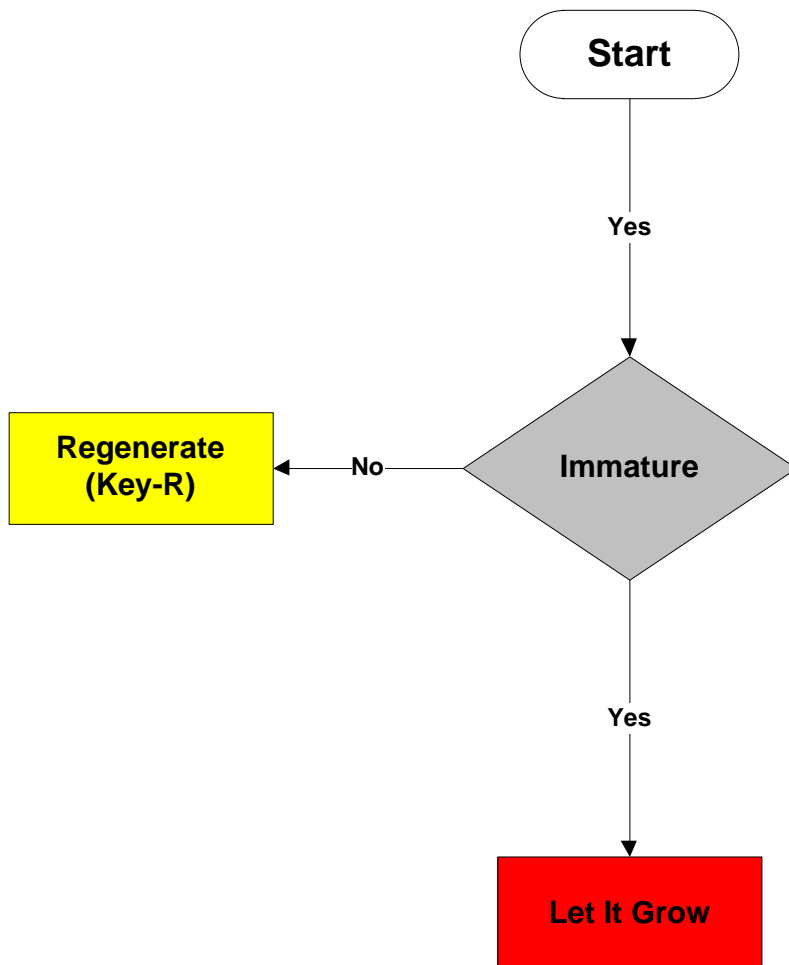 Start
Yes
Immature
No
Regenerate
(Key-R)
Yes
Let It Grow